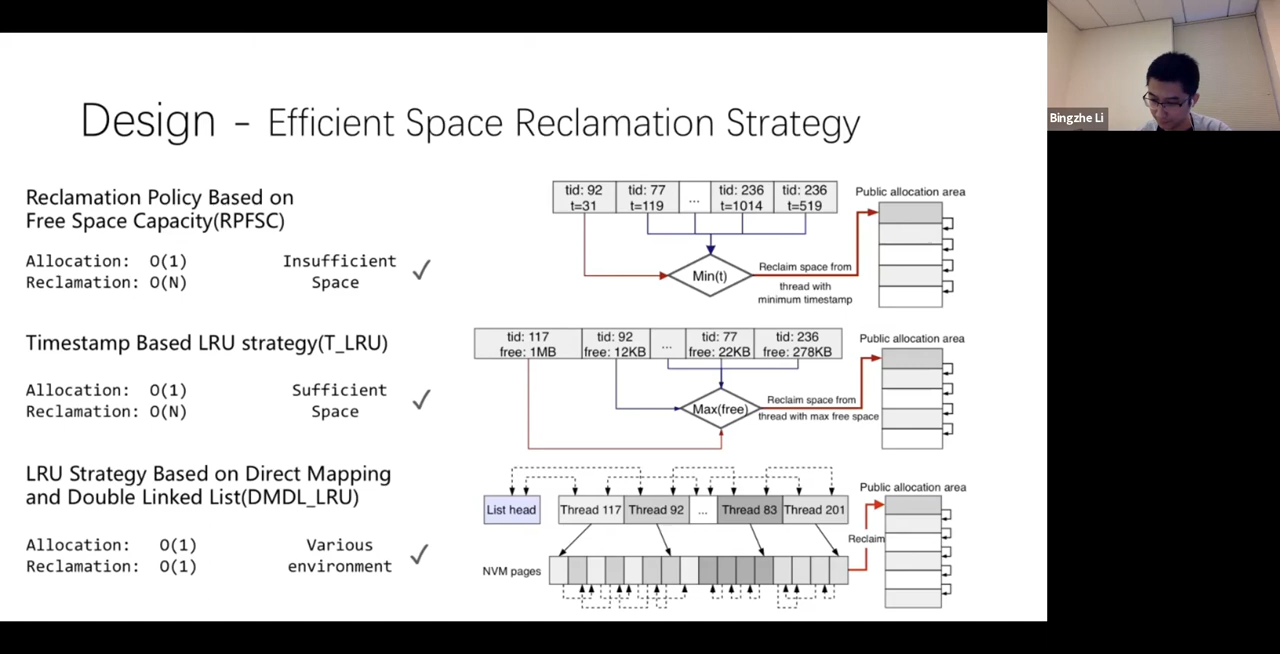 Design - Efficient Space Reclamation Strategy
Bingzhe Li
Reclamation Policy Based on
Free Space Capacity(RPFSC)
Allocation: O(1)
Reclamation: O(N)
Insufficient
Space
tid: 92
t=31
tid: 77
t=119
...
tid: 236
t=1014
tid: 236
t=519
Min(t)
Reclaim space from
thread with
minimum timestamp
Public allocation area
Timestamp Based LRU strategy(T_LRU)
Allocation: O(1)
Reclamation: O(N)
Sufficient
Space
tid: 117
free: 1MB
tid: 92
free: 12KB
...
tid: 77
free: 22KB
tid: 236
free: 278KB
Max(free)
Reclaim space from
thread with max free space
Public allocation area
LRU Strategy Based on Direct Mapping
and Double Linked List(DMDL_LRU)
Allocation: O(1)
Reclamation: O(1)
Various
environment
List head
Thread 117
Thread 92
...
Thread 83
Thread 201
NVM pages
Reclaim
Public allocation area